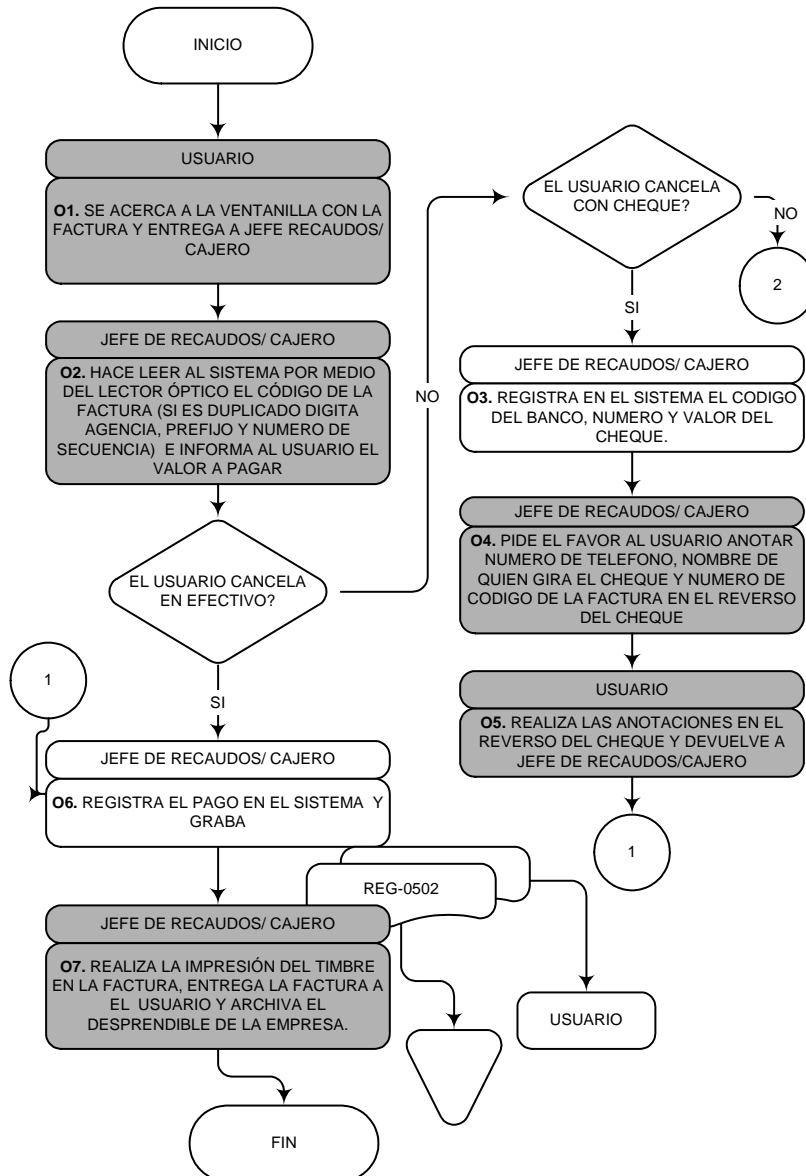 INICIO
USUARIO
O1. SE ACERCA A LA VENTANILLA CON LA
FACTURA Y ENTREGA A JEFE RECAUDOS/
CAJERO
JEFE DE RECAUDOS/ CAJERO
O2. HACE LEER AL SISTEMA POR MEDIO
DEL LECTOR ÓPTICO EL CÓDIGO DE LA
FACTURA (SI ES DUPLICADO DIGITA
AGENCIA, PREFIJO Y NUMERO DE
SECUENCIA) E INFORMA AL USUARIO EL
VALOR A PAGAR
EL USUARIO CANCELA
EN EFECTIVO?
NO
SI
1
JEFE DE RECAUDOS/ CAJERO
O6. REGISTRA EL PAGO EN EL SISTEMA Y
GRABA
REG-0502
JEFE DE RECAUDOS/ CAJERO
O7. REALIZA LA IMPRESIÓN DEL TIMBRE
EN LA FACTURA, ENTREGA LA FACTURA A
EL USUARIO Y ARCHIVA EL
DESPRENDIBLE DE LA EMPRESA.
FIN
EL USUARIO CANCELA
CON CHEQUE?
NO
2
SI
JEFE DE RECAUDOS/ CAJERO
O3. REGISTRA EN EL SISTEMA EL CODIGO
DEL BANCO, NUMERO Y VALOR DEL
CHEQUE.
JEFE DE RECAUDOS/ CAJERO
O4. PIDE EL FAVOR AL USUARIO ANOTAR
NUMERO DE TELEFONO, NOMBRE DE
QUIEN GIRA EL CHEQUE Y NUMERO DE
CODIGO DE LA FACTURA EN EL REVERSO
DEL CHEQUE
USUARIO
O5. REALIZA LAS ANOTACIONES EN EL
REVERSO DEL CHEQUE Y DEVUELVE A
JEFE DE RECAUDOS/CAJERO
1
USUARIO